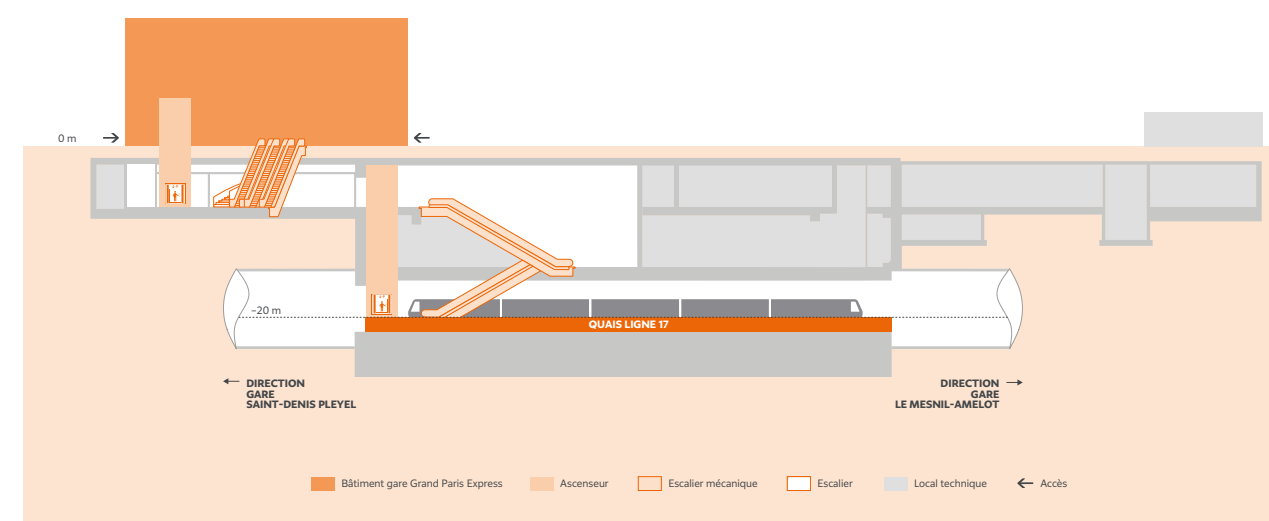 0 m
–20 m
QUAIS LIGNE 17
DIRECTION
GARE
SAINT-DENIS PLEYEL
DIRECTION
GARE
LE MESNIL-AMELOT
Bâtiment gare Grand Paris Express
Ascenseur
Escalier mécanique
Escalier
Local technique
Accès